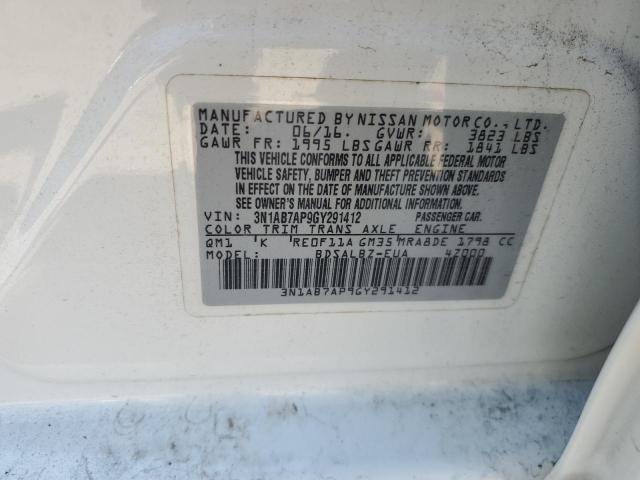 MANUFACTURED BY NISSAN MOTOR CO., LTD.
DATE: 06/16. GVWR: 3823 LBS
GAWR FR: 1995 LBS GAWR RR: 1841 LBS
THIS VEHICLE CONFORMS TO ALL APPLICABLE FEDERAL MOTOR
VEHICLE SAFETY, BUMPER AND THEFT PREVENTION STANDARDS
IN EFFECT ON THE DATE OF MANUFACTURE SHOWN ABOVE.
SEE OWNER'S MANUAL FOR ADDITIONAL INFORMATION.
VIN: 3N1AB7AP9GY291412 PASSENGER CAR.
COLOR TRIM TRANS AXLE ENGINE
QM1 K RE0F11A GM35 MRA8DE 1798 CC
MODEL: BDSALBZ-EUA 4Z000
3N1AB7AP9GY291412